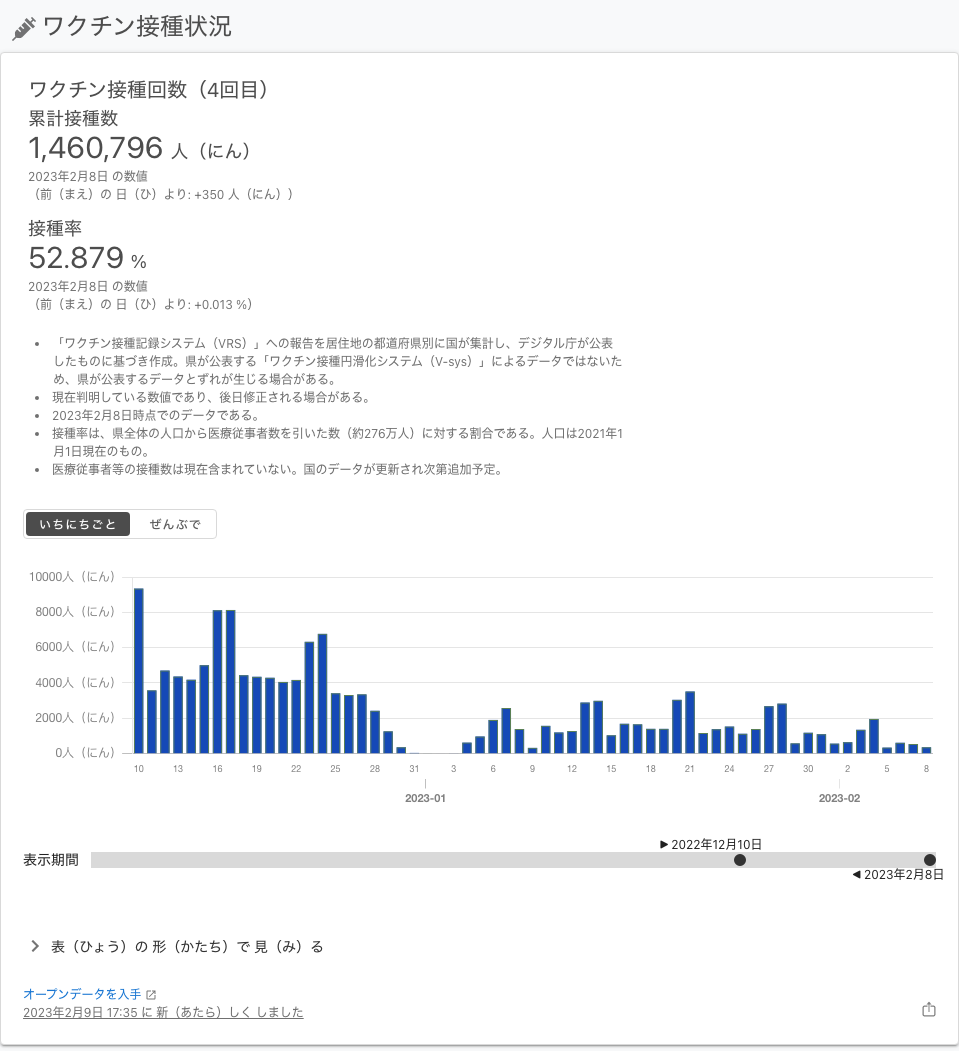 ワクチン接種状況
ワクチン接種回数（4回目）
累計接種数
1,460,796 人（にん）
2023年2月8日 の数値
（前（まえ）の 日（ひ）より: +350 人（にん））
接種率
52.879 %
2023年2月8日 の数値
（前（まえ）の 日（ひ）より: +0.013 %）
• 「ワクチン接種記録システム（VRS）」への報告を居住地の都道府県別に国が集計し、デジタル庁が公表
したものに基づき作成。県が公表する「ワクチン接種円滑化システム（V-sys）」によるデータではないた
め、県が公表するデータとずれが生じる場合がある。
• 現在判明している数値であり、後日修正される場合がある。
• 2023年2月8日時点でのデータである。
• 接種率は、県全体の人口から医療従事者数を引いた数（約276万人）に対する割合である。人口は2021年1
月1日現在のもの。
• 医療従事者等の接種数は現在含まれていない。国のデータが更新され次第追加予定。
いちにちごと ぜんぶで
10000人（にん）
8000人（にん）
6000人（にん）
4000人（にん）
2000人（にん）
0人（にん）
10 13 16 19 22 25 28 31 3 6 9 12 15 18 21 24 27 30 2 5 8
2023-01 2023-02
▶ 2022年12月10日
表示期間
◀ 2023年2月8日
表（ひょう）の 形（かたち）で 見（み）る
オープンデータを入手
2023年2月9日 17:35 に 新（あたら）しく しました